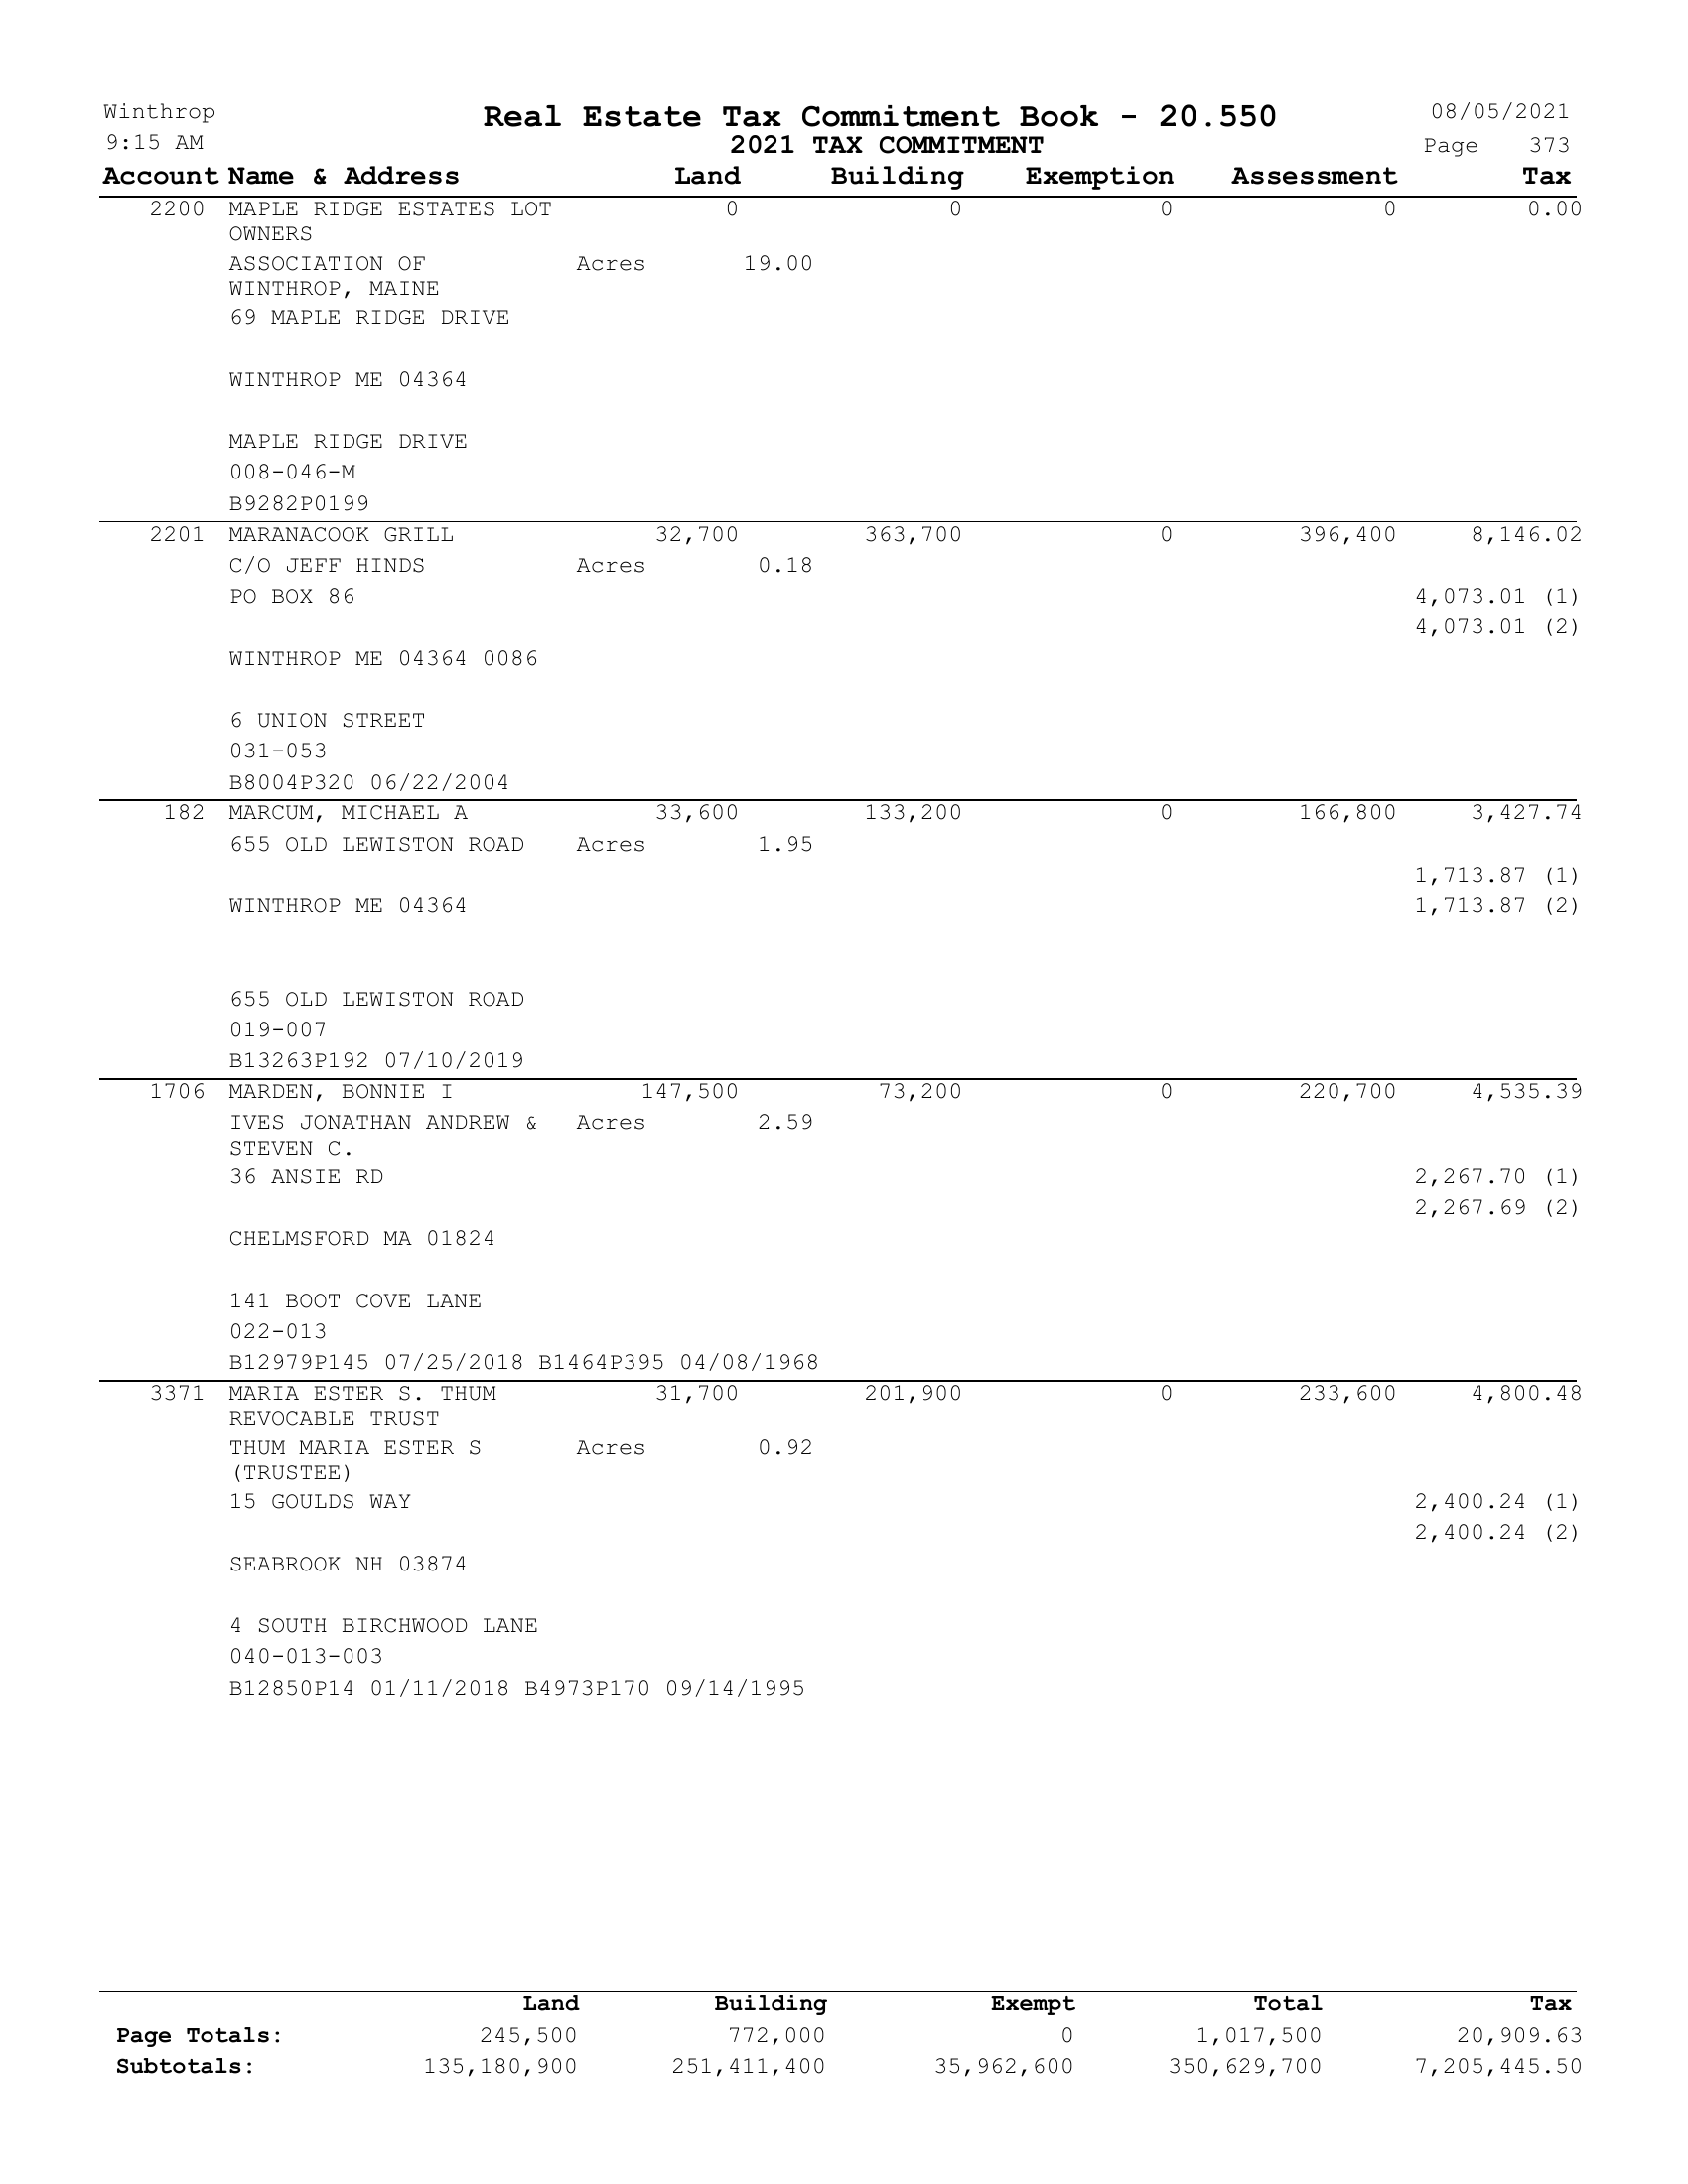 Winthrop Real Estate Tax Commitment Book - 20.550 08/05/2021
9:15 AM 2021 TAX COMMITMENT Page 373
Account Name & Address Land Building Exemption Assessment Tax
2200 MAPLE RIDGE ESTATES LOT 0 0 0 0 0.00
OWNERS
ASSOCIATION OF Acres 19.00
WINTHROP, MAINE
69 MAPLE RIDGE DRIVE
WINTHROP ME 04364
MAPLE RIDGE DRIVE
008-046-M
B9282P0199
2201 MARANACOOK GRILL 32,700 363,700 0 396,400 8,146.02
C/O JEFF HINDS Acres 0.18
PO BOX 86 4,073.01 (1)
4,073.01 (2)
WINTHROP ME 04364 0086
6 UNION STREET
031-053
B8004P320 06/22/2004
182 MARCUM, MICHAEL A 33,600 133,200 0 166,800 3,427.74
655 OLD LEWISTON ROAD Acres 1.95
1,713.87 (1)
WINTHROP ME 04364 1,713.87 (2)
655 OLD LEWISTON ROAD
019-007
B13263P192 07/10/2019
1706 MARDEN, BONNIE I 147,500 73,200 0 220,700 4,535.39
IVES JONATHAN ANDREW & Acres 2.59
STEVEN C.
36 ANSIE RD 2,267.70 (1)
2,267.69 (2)
CHELMSFORD MA 01824
141 BOOT COVE LANE
022-013
B12979P145 07/25/2018 B1464P395 04/08/1968
3371 MARIA ESTER S. THUM 31,700 201,900 0 233,600 4,800.48
REVOCABLE TRUST
THUM MARIA ESTER S Acres 0.92
(TRUSTEE)
15 GOULDS WAY 2,400.24 (1)
2,400.24 (2)
SEABROOK NH 03874
4 SOUTH BIRCHWOOD LANE
040-013-003
B12850P14 01/11/2018 B4973P170 09/14/1995
Land Building Exempt Total Tax
Page Totals: 245,500 772,000 0 1,017,500 20,909.63
Subtotals: 135,180,900 251,411,400 35,962,600 350,629,700 7,205,445.50